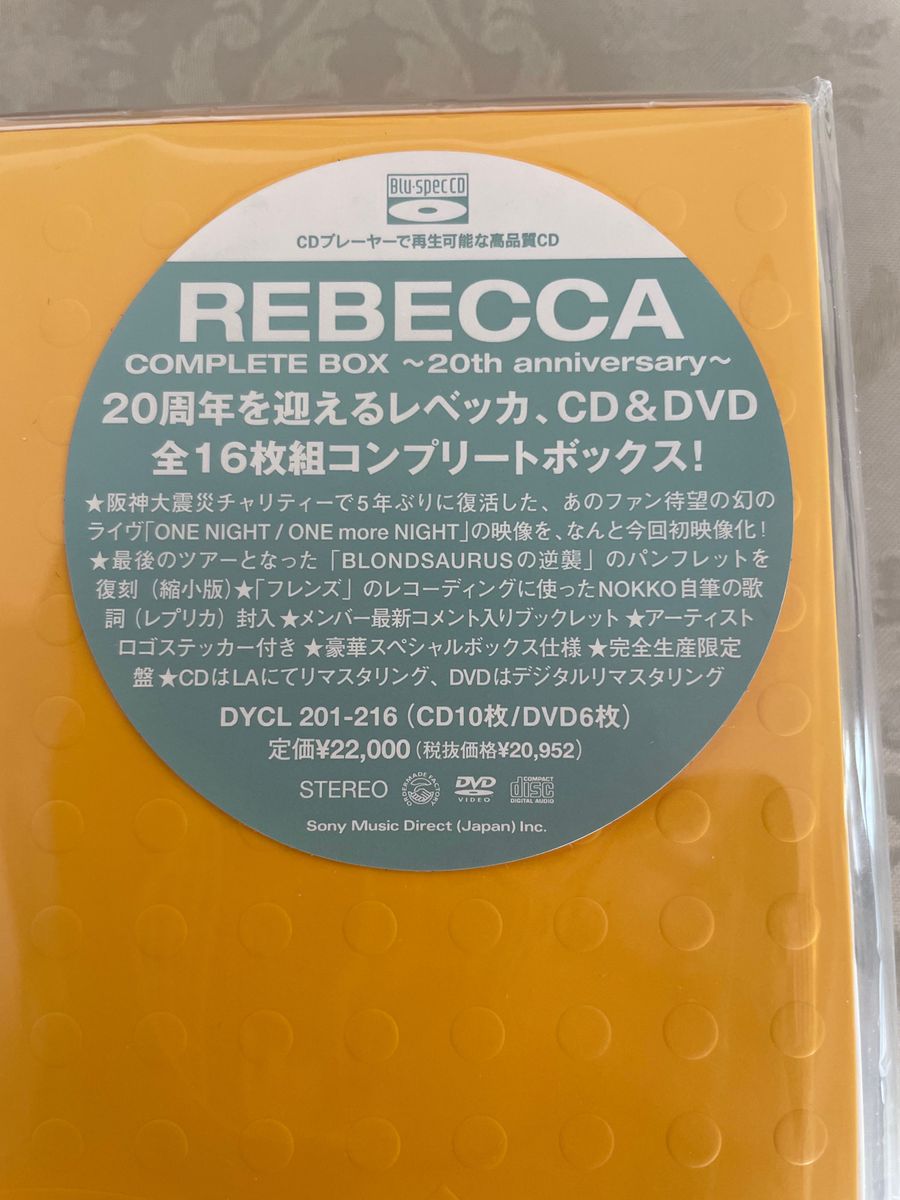 Blu-specCD
CDプレーヤーで再生可能な高品質CD
REBECCA
COMPLETE BOX ～20th anniversary～
20周年を迎えるレベッカ、CD＆DVD
全16枚組コンプリートボックス!
★阪神大震災チャリティーで5年ぶりに復活した、あのファン待望の幻の
ライヴ「ONE NIGHT / ONE more NIGHT」の映像を、なんと今回初映像化!
★最後のツアーとなった「BLONDSAURUSの逆襲」のパンフレットを
復刻（縮小版）★「フレンズ」のレコーディングに使ったNOKKO自筆の歌
詞（レプリカ）封入★メンバー最新コメント入りブックレット★アーティスト
ロゴステッカー付き★豪華スペシャルボックス仕様★完全生産限定
盤★CDはLAにてリマスタリング、DVDはデジタルリマスタリング
DYCL 201-216（CD10枚/DVD6枚）
定価¥22,000（税抜価格¥20,952）
STEREO ORDERMADE FACTORY DVD VIDEO COMPACT disc DIGITAL AUDIO
Sony Music Direct (Japan) Inc.